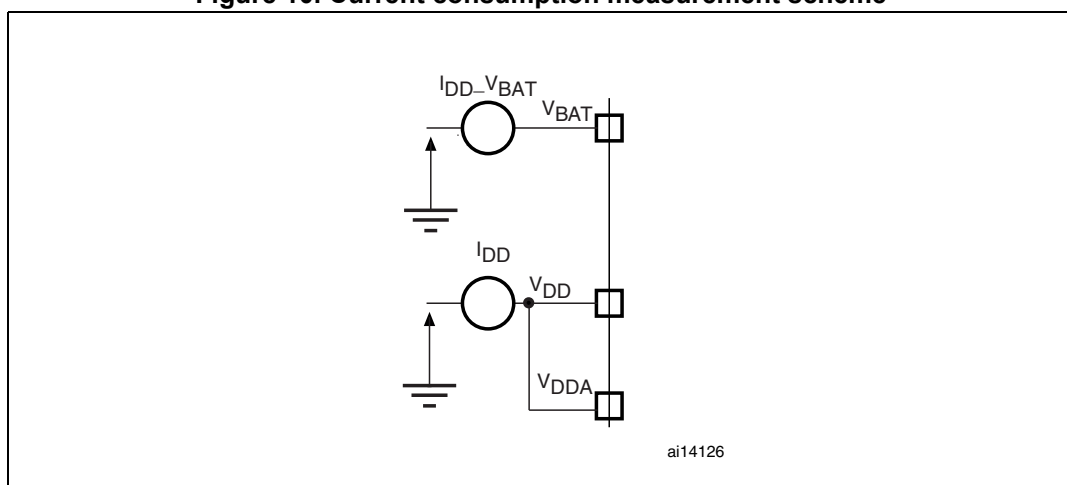 Figure 10. Current consumption measurement scheme
IDD_VBAT
VBAT
IDD
VDD
VDDA
ai14126